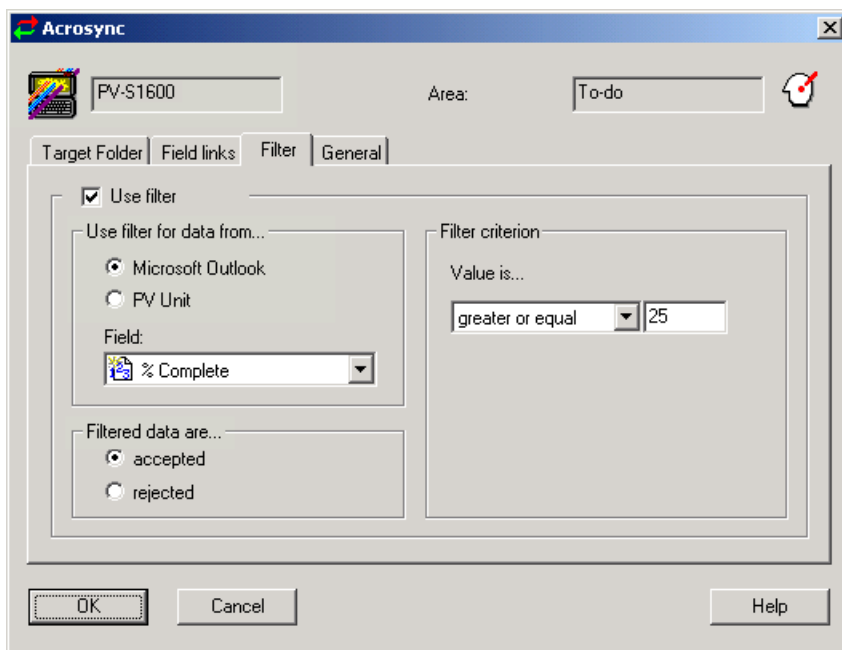 Acrosync
PV-S1600
Area:
To-do
Target Folder
Field links
Filter
General
Use filter
Use filter for data from...
Microsoft Outlook
PV Unit
Field:
% Complete
Filtered data are...
accepted
rejected
Filter criterion
Value is...
greater or equal
25
OK
Cancel
Help